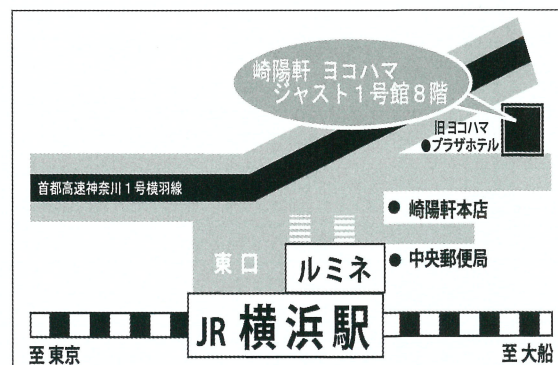 崎陽軒 ヨコハマ
ジャスト1号館8階
旧ヨコハマ
●プラザホテル
首都高速神奈川1号横羽線
● 崎陽軒本店
東口
ルミネ
● 中央郵便局
JR 横浜駅
至東京
至大船